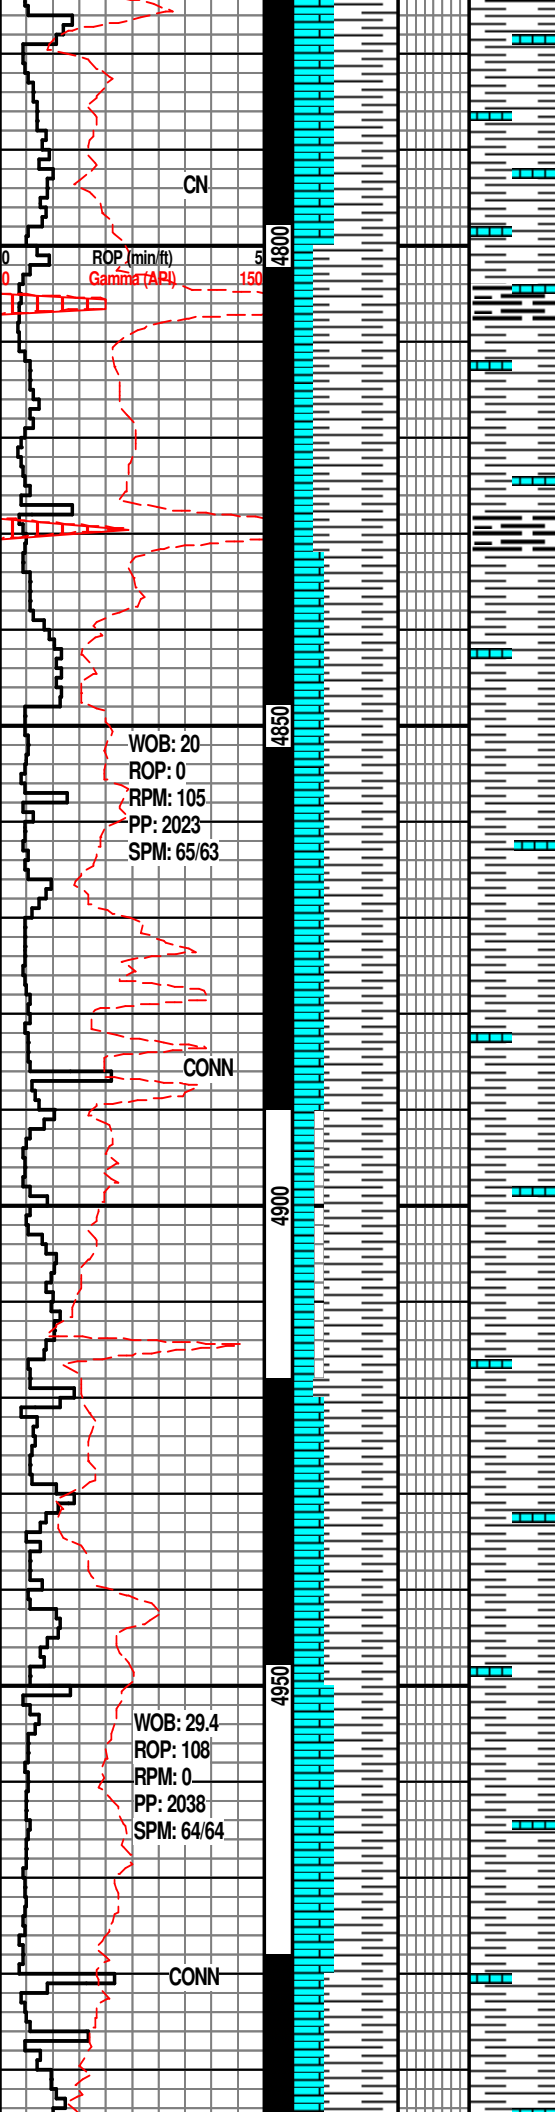 CN
4800
0 ROP (min/ft) 5
0 Gamma (API) 150
4850
WOB: 20
ROP: 0
RPM: 105
PP: 2023
SPM: 65/63
CONN
4900
4950
WOB: 29.4
ROP: 108
RPM: 0
PP: 2038
SPM: 64/64
CONN